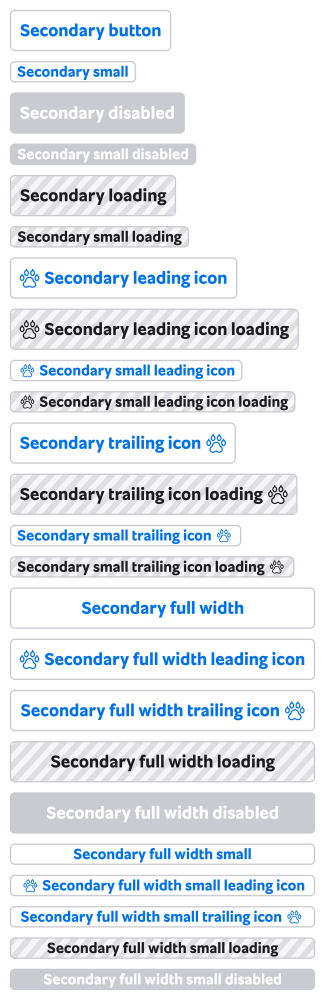 Secondary button
Secondary small
Secondary disabled
Secondary small disabled
Secondary loading
Secondary small loading
Secondary leading icon
Secondary leading icon loading
Secondary small leading icon
Secondary small leading icon loading
Secondary trailing icon
Secondary trailing icon loading
Secondary small trailing icon
Secondary small trailing icon loading
Secondary full width
Secondary full width leading icon
Secondary full width trailing icon
Secondary full width loading
Secondary full width disabled
Secondary full width small
Secondary full width small leading icon
Secondary full width small trailing icon
Secondary full width small loading
Secondary full width small disabled